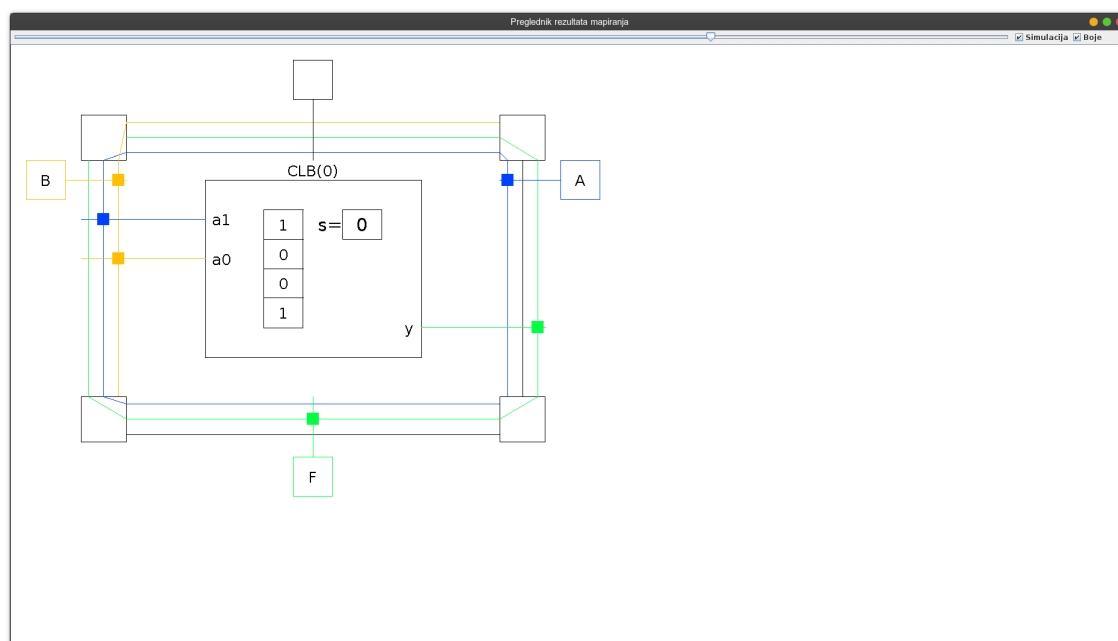 Preglednik rezultata mapiranja
Simulacija Boje
CLB(0)
B
A
a1
1
s= 0
a0
0
0
1
y
F